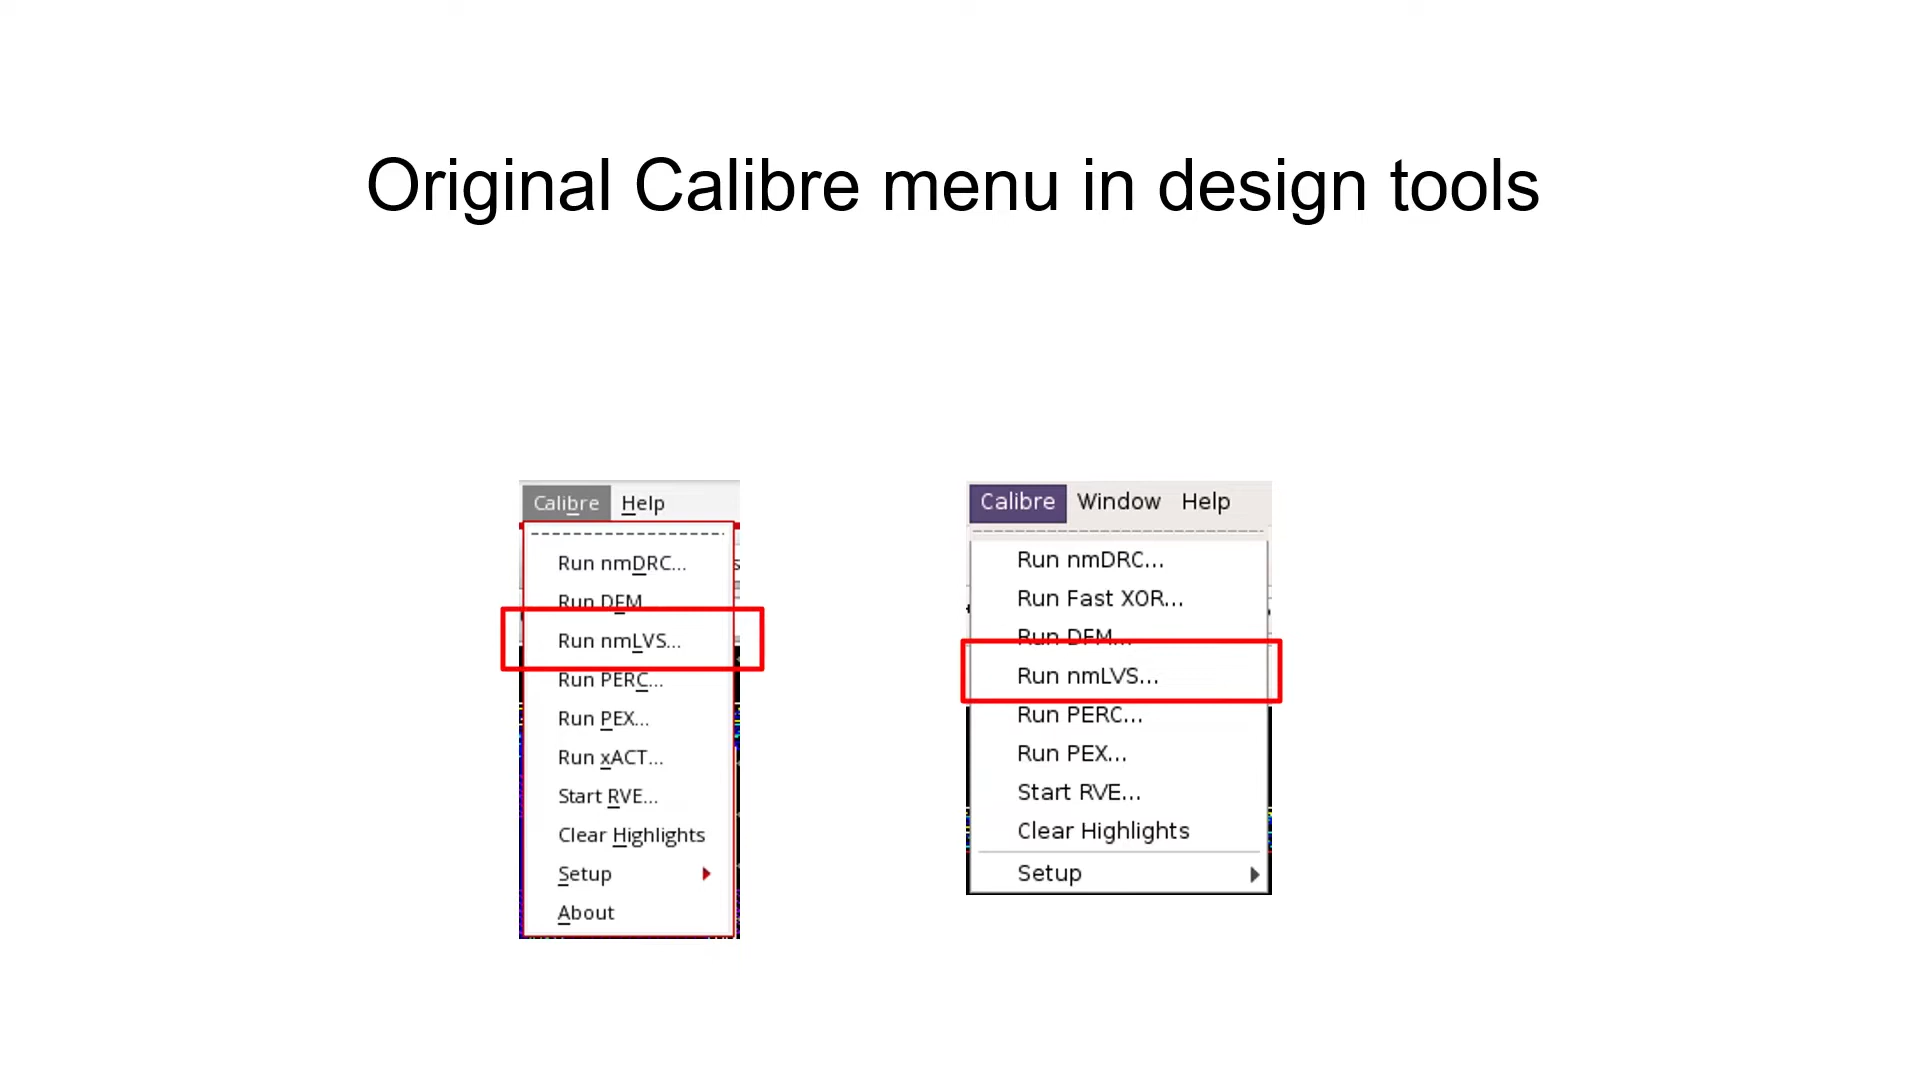 Original Calibre menu in design tools
Calibre Help
Run nmDRC...
Run DFM
Run nmLVS...
Run PERC...
Run PEX...
Run xACT...
Start RVE...
Clear Highlights
Setup
About
Calibre Window Help
Run nmDRC...
Run Fast XOR...
Run DFM...
Run nmLVS...
Run PERC...
Run PEX...
Start RVE...
Clear Highlights
Setup